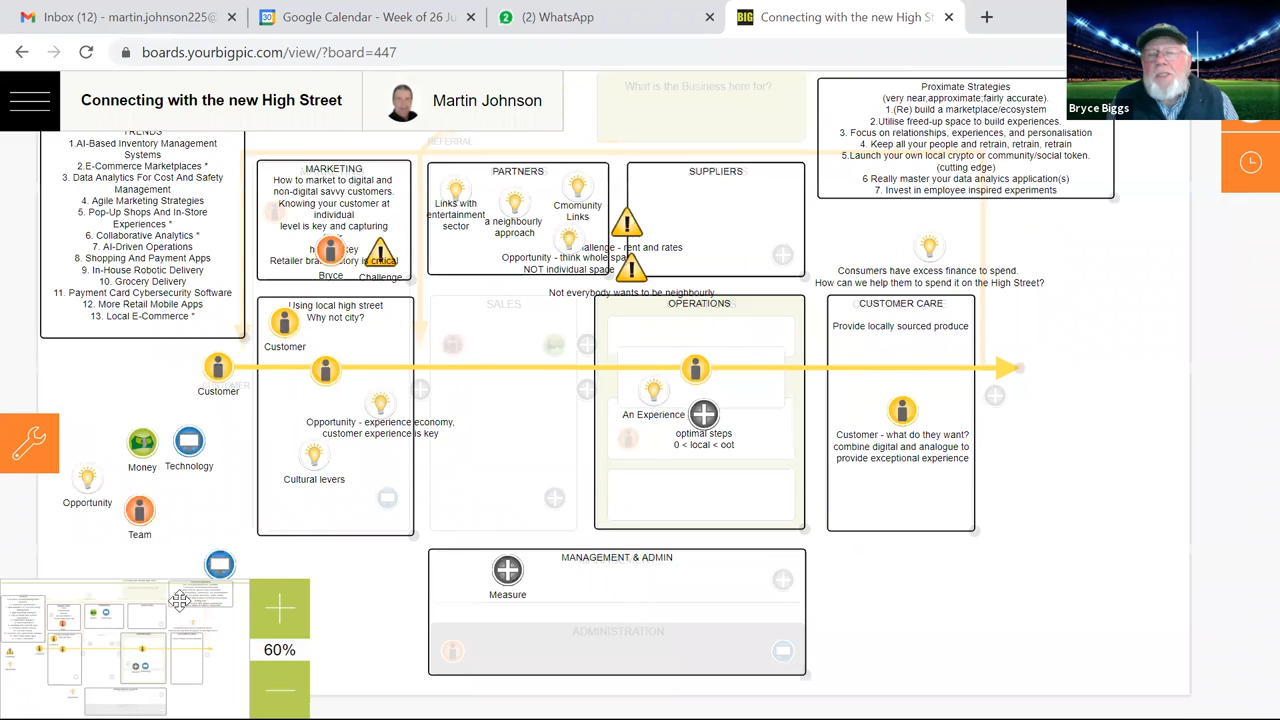 Inbox (12) - martin.johnson225@
Google Calendar - Week of 26 Ju
2
(2) WhatsApp
BIG
Connecting with the new High St
boards.yourbigpic.com/view/?board=447
Bryce Biggs
Connecting with the new High Street
Martin Johnson
What is the Business here for?
Proximate Strategies
(very near,approximate;fairly accurate).
1.(Re) build a marketplace/ecosystem
2.Utilise freed-up space to build experiences.
3. Focus on relationships, experiences, and personalisation
4. Keep all your people and retrain, retrain, retrain
5.Launch your own local crypto or community/social token.
(cutting edge)
6 Really master your data analyics application(s)
7. Invest in employee inspired experiments
TRENDS
1.AI-Based Inventory Management
Systems
2.E-Commerce Marketplaces *
3. Data Analytics For Cost And Safety
Management
4. Agile Marketing Strategies
5. Pop-Up Shops And In-Store
Experiences *
6. Collaborative Analytics *
7. AI-Driven Operations
8. Shopping And Payment Apps
9. In-House Robotic Delivery
10. Grocery Delivery
11. Payment Card Cybersecurity Software
12. More Retail Mobile Apps
13. Local E-Commerce *
REFERRAL
MARKETING
How to market to digital and
non-digital savvy customers.
Knowing your customer at
individual
level is key and capturing
key
Retailer brand story is critical
Bryce
Challenge
PARTNERS
Links with
entertainment
sector
a neighbourly
approach
Cmomunity
Links
SUPPLIERS
allenge - rent and rates
Opportunity - think whole spa
NOT individual space
Not everybody wants to be neighbourly
Consumers have excess finance to spend.
How can we help them to spend it on the High Street?
Using local high street
Why not city?
Customer
SALES
OPERATIONS
CUSTOMER CARE
Provide locally sourced produce
Customer
An Experience
optimal steps
0 < local < oot
Opportunity - experience economy,
customer experience is key
Cultural levers
Customer - what do they want?
combine digital and analogue to
provide exceptional experience
Money
Technology
Opportunity
Team
MANAGEMENT & ADMIN
Measure
ADMINISTRATION
60%